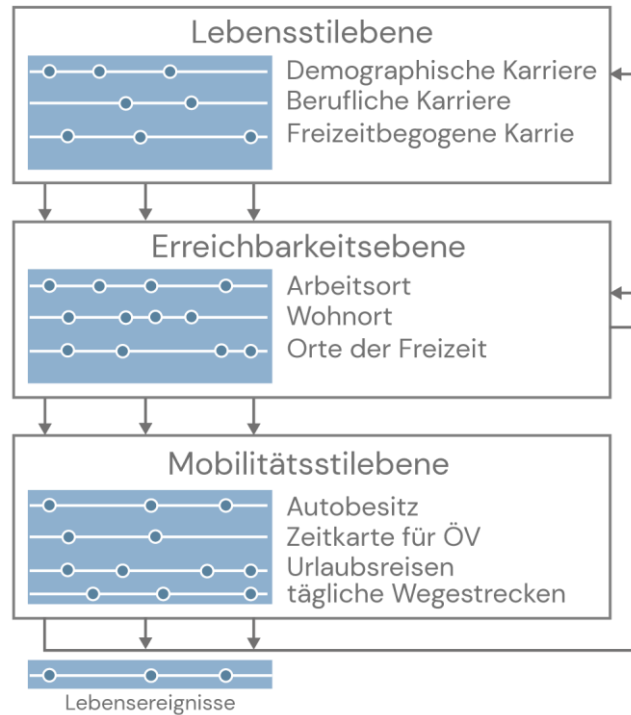 Lebensstilebene
Demographische Karriere
Berufliche Karriere
Freizeitbegogene Karrie
Erreichbarkeitsebene
Arbeitsort
Wohnort
Orte der Freizeit
Mobilitätsstilebene
Autobesitz
Zeitkarte für ÖV
Urlaubsreisen
tägliche Wegestrecken
Lebensereignisse